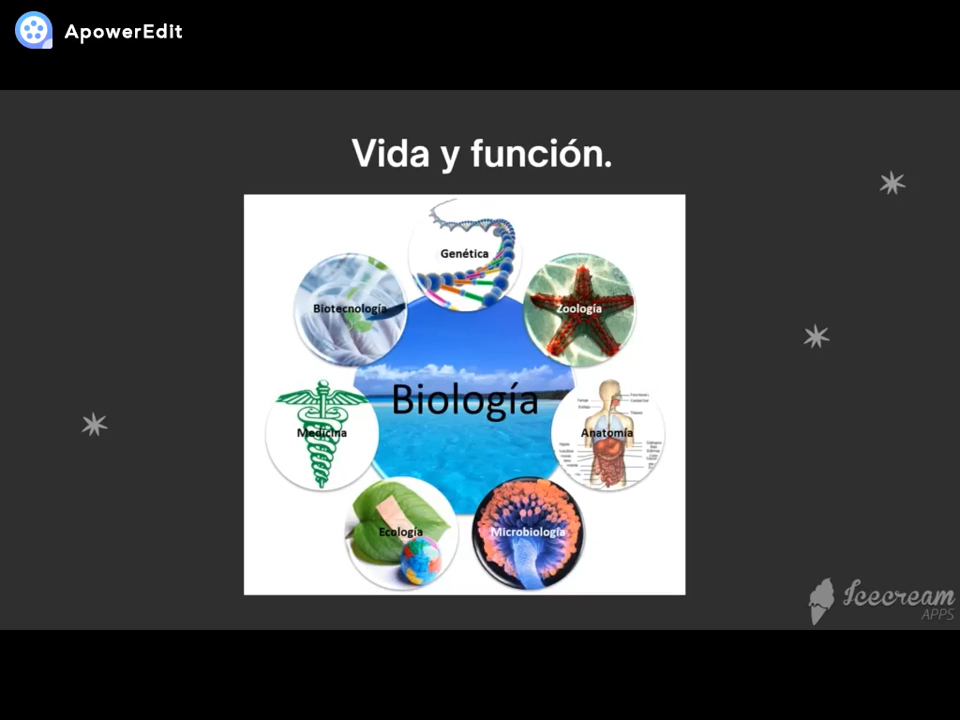 ApowerEdit
Vida y función.
Genética
Biotecnología
Zoología
Biología
Medicina
Anatomía
Ecología
Microbiología
Icecream
APPS